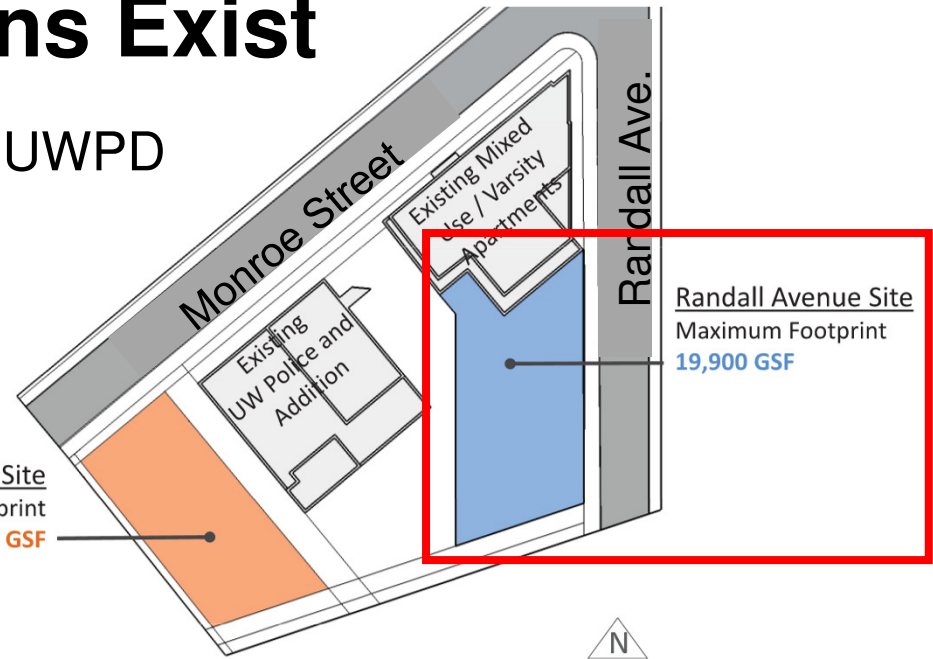 ns Exist
UWPD
Monroe Street
Randall Ave.
Existing Mixed
Use / Varsity
Apartments
Existing
UW Police and
Addition
Randall Avenue Site
Maximum Footprint
19,900 GSF
Site
print
GSF
N